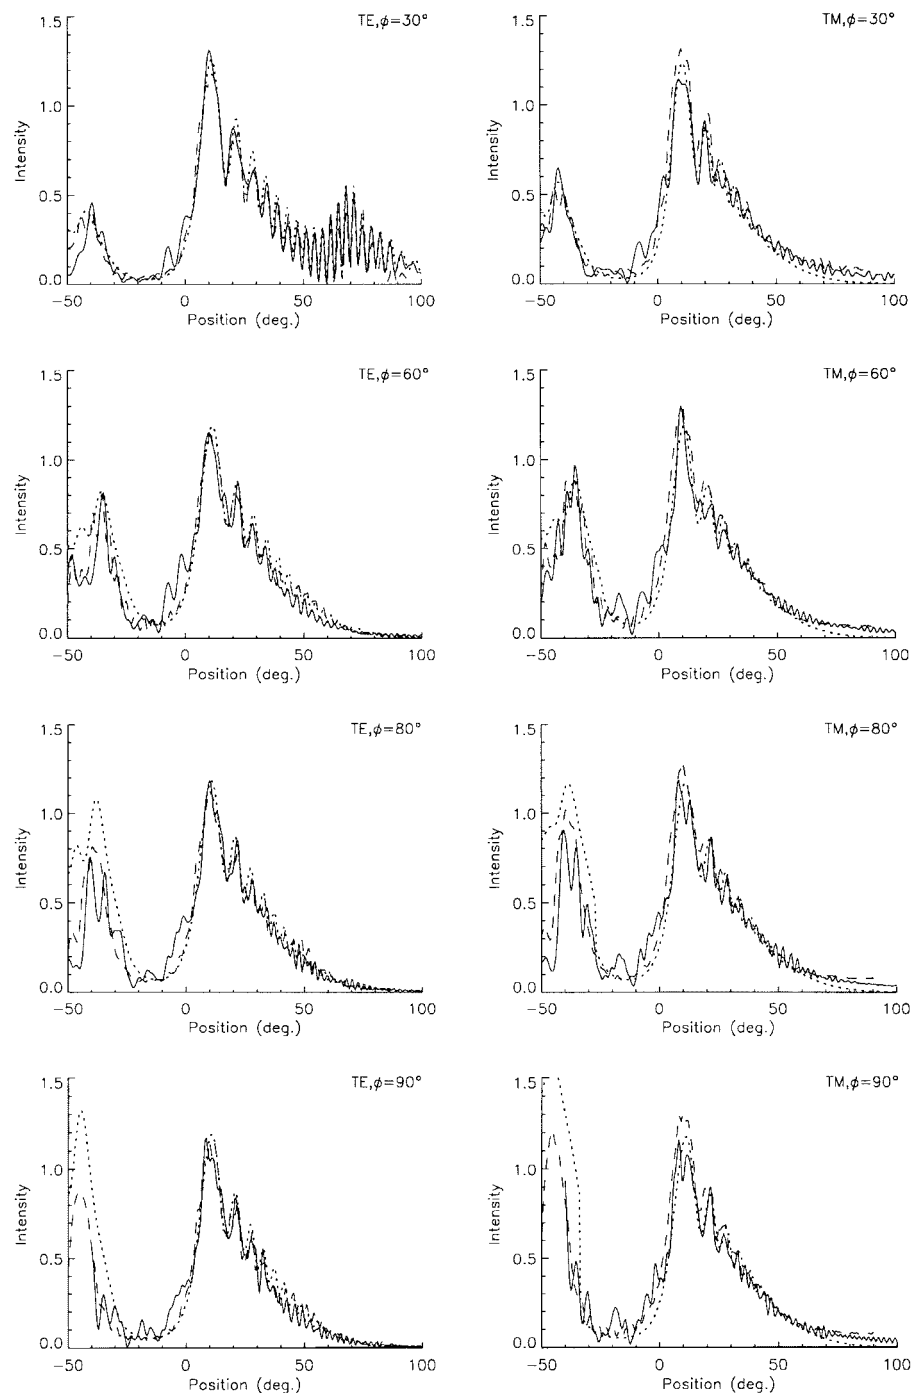 TE,φ=30°
1.5
1.0
0.5
0.0
Intensity
−50
0
50
100
Position (deg.)
TM,φ=30°
1.5
1.0
0.5
0.0
Intensity
−50
0
50
100
Position (deg.)
TE,φ=60°
1.5
1.0
0.5
0.0
Intensity
−50
0
50
100
Position (deg.)
TM,φ=60°
1.5
1.0
0.5
0.0
Intensity
−50
0
50
100
Position (deg.)
TE,φ=80°
1.5
1.0
0.5
0.0
Intensity
−50
0
50
100
Position (deg.)
TM,φ=80°
1.5
1.0
0.5
0.0
Intensity
−50
0
50
100
Position (deg.)
TE,φ=90°
1.5
1.0
0.5
0.0
Intensity
−50
0
50
100
Position (deg.)
TM,φ=90°
1.5
1.0
0.5
0.0
Intensity
−50
0
50
100
Position (deg.)